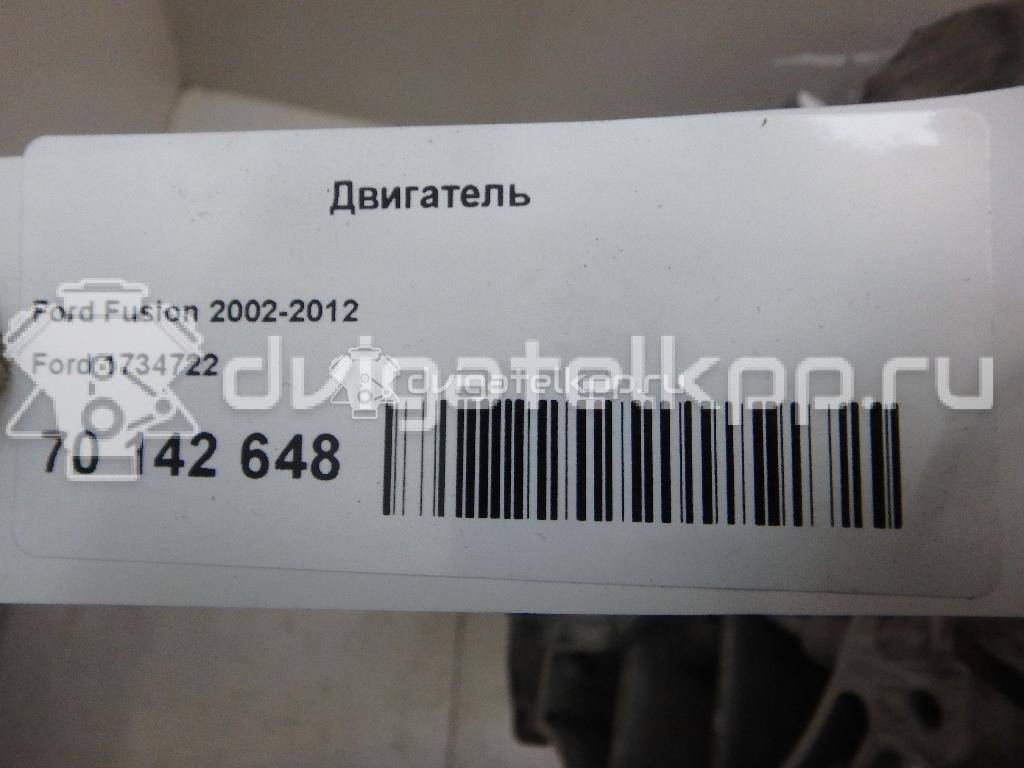 Двигатель
Ford Fusion 2002-2012
Ford 1734722
dvigatelkpp.ru
dvigatelkpp.ru
70 142 648